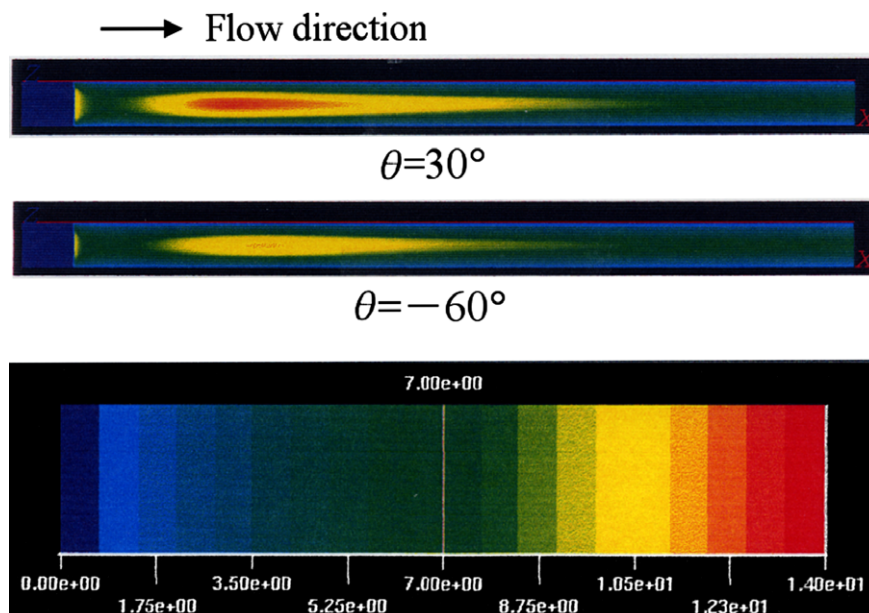 Flow direction
Z
X
θ=30°
Z
X
θ=−60°
7.00e+00
0.00e+00 3.50e+00 7.00e+00 1.05e+01 1.40e+01
1.75e+00 5.25e+00 8.75e+00 1.23e+01